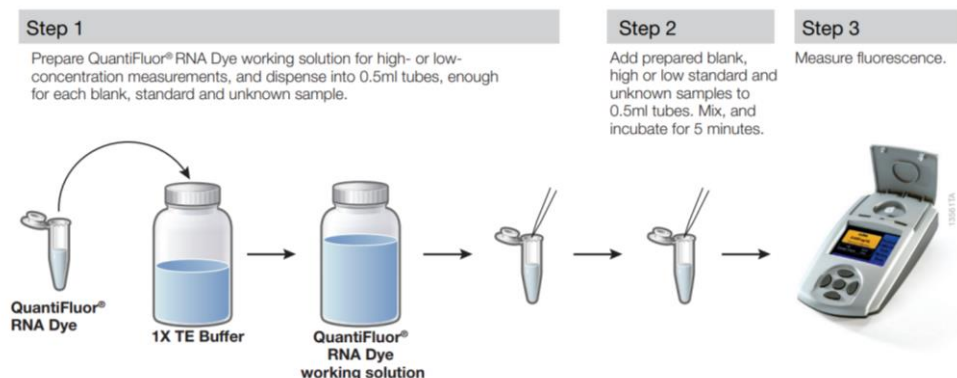 Step 1
Prepare QuantiFluor® RNA Dye working solution for high- or low-
concentration measurements, and dispense into 0.5ml tubes, enough
for each blank, standard and unknown sample.
Step 2
Add prepared blank,
high or low standard and
unknown samples to
0.5ml tubes. Mix, and
incubate for 5 minutes.
Step 3
Measure fluorescence.
QuantiFluor®
RNA Dye
1X TE Buffer
QuantiFluor®
RNA Dye
working solution